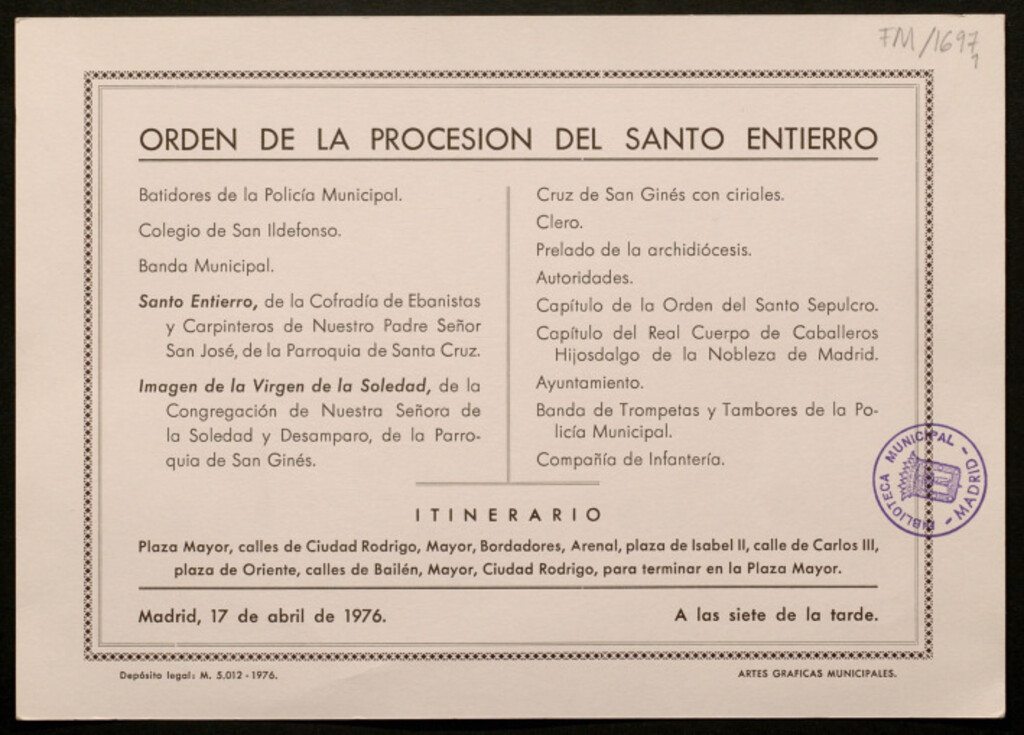 FM/1697
1
ORDEN DE LA PROCESION DEL SANTO ENTIERRO
Batidores de la Policía Municipal.
Colegio de San Ildefonso.
Banda Municipal.
Santo Entierro, de la Cofradía de Ebanistas
y Carpinteros de Nuestro Padre Señor
San José, de la Parroquia de Santa Cruz.
Imagen de la Virgen de la Soledad, de la
Congregación de Nuestra Señora de
la Soledad y Desamparo, de la Parro-
quia de San Ginés.
Cruz de San Ginés con ciriales.
Clero.
Prelado de la archidiócesis.
Autoridades.
Capítulo de la Orden del Santo Sepulcro.
Capítulo del Real Cuerpo de Caballeros
Hijosdalgo de la Nobleza de Madrid.
Ayuntamiento.
Banda de Trompetas y Tambores de la Po-
licía Municipal.
Compañía de Infantería.
BIBLIOTECA MUNICIPAL - MADRID -
ITINERARIO
Plaza Mayor, calles de Ciudad Rodrigo, Mayor, Bordadores, Arenal, plaza de Isabel II, calle de Carlos III,
plaza de Oriente, calles de Bailén, Mayor, Ciudad Rodrigo, para terminar en la Plaza Mayor.
Madrid, 17 de abril de 1976.
A las siete de la tarde.
Depósito legal: M. 5.012 - 1976.
ARTES GRAFICAS MUNICIPALES.